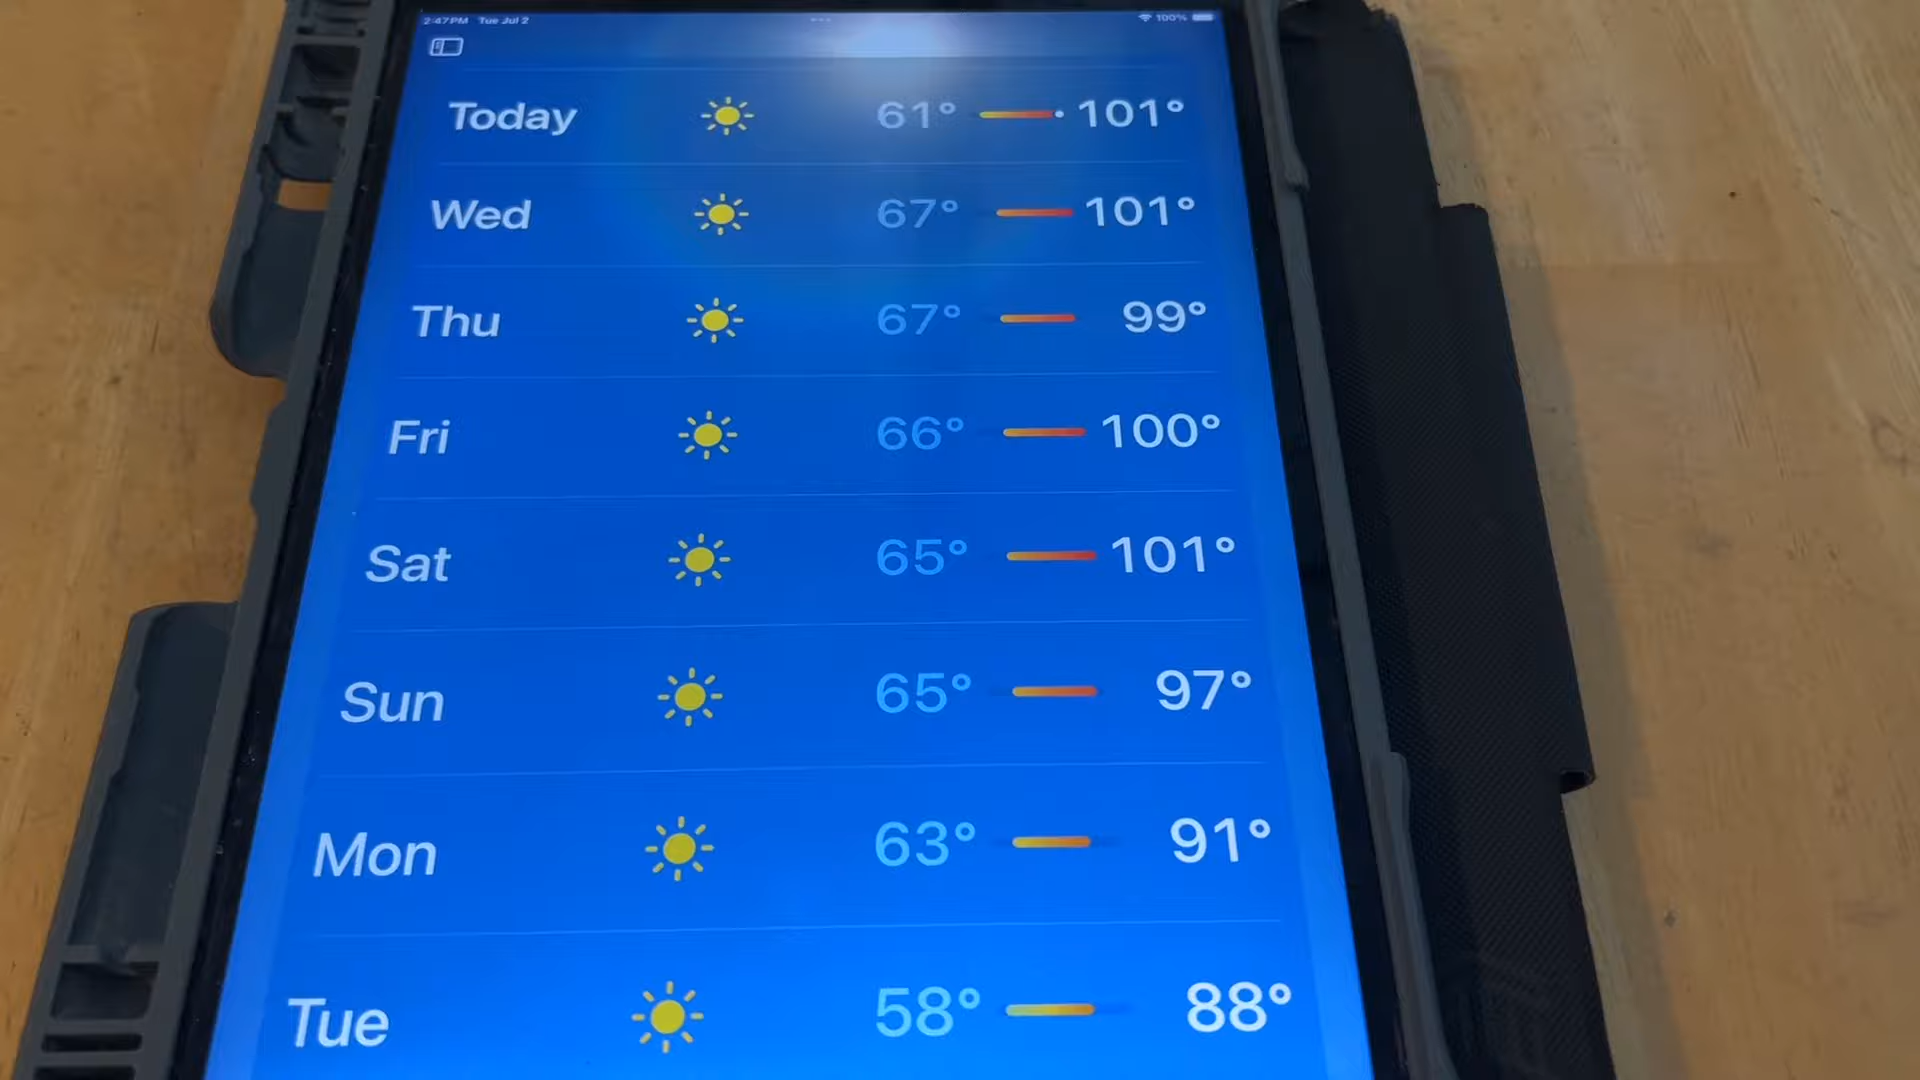 2:47 PM Tue Jul 2 100%
Today 61° 101°
Wed 67° 101°
Thu 67° 99°
Fri 66° 100°
Sat 65° 101°
Sun 65° 97°
Mon 63° 91°
Tue 58° 88°